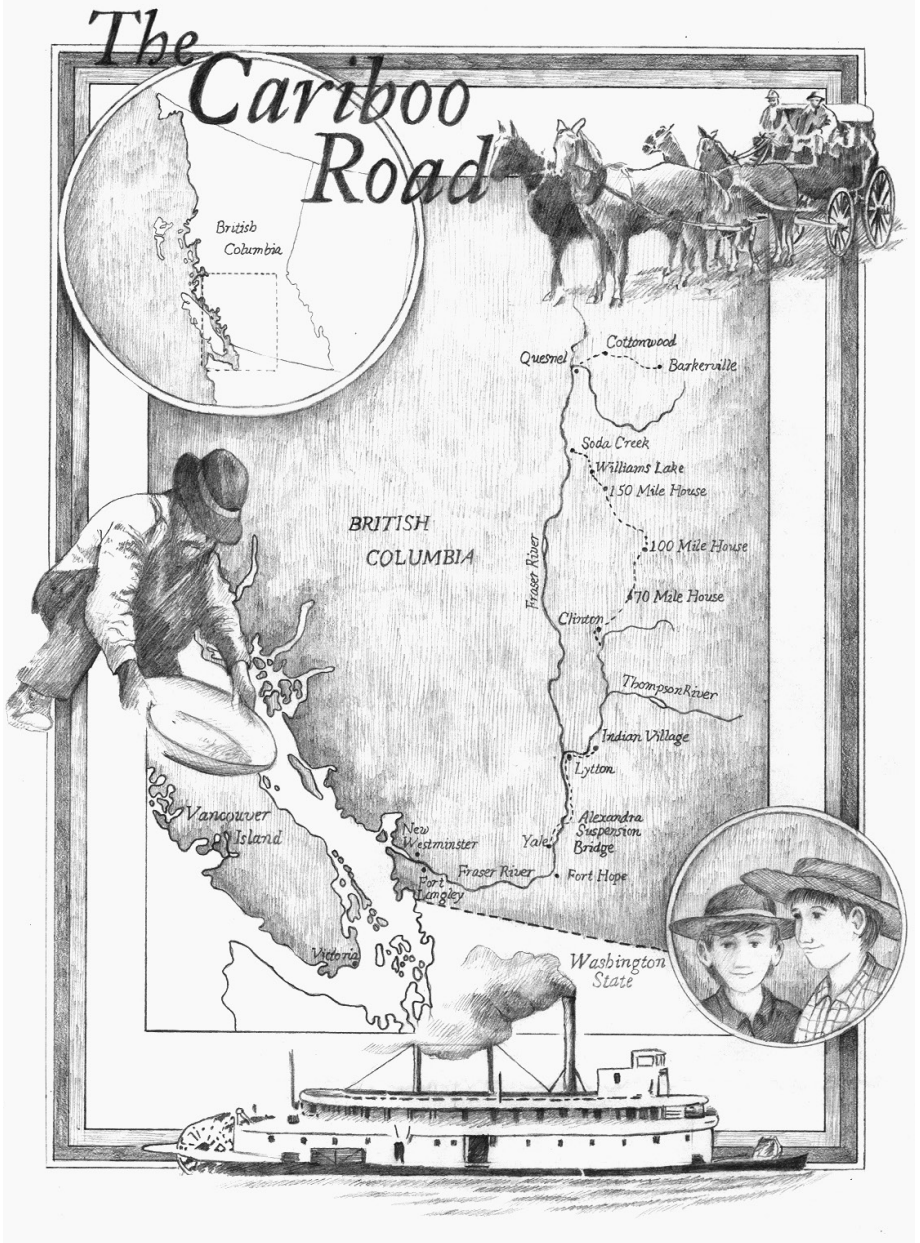 The
Cariboo
Road
British
Columbia
Cottonwood
Quesnel
Barkerville
Soda Creek
Williams Lake
150 Mile House
BRITISH
COLUMBIA
100 Mile House
Fraser River
70 Mile House
Clinton
Thompson River
Indian Village
Lytton
Vancouver
Island
New
Westminster
Alexandra
Suspension
Bridge
Yale
Fraser River
Fort Hope
Fort
Langley
Victoria
Washington
State